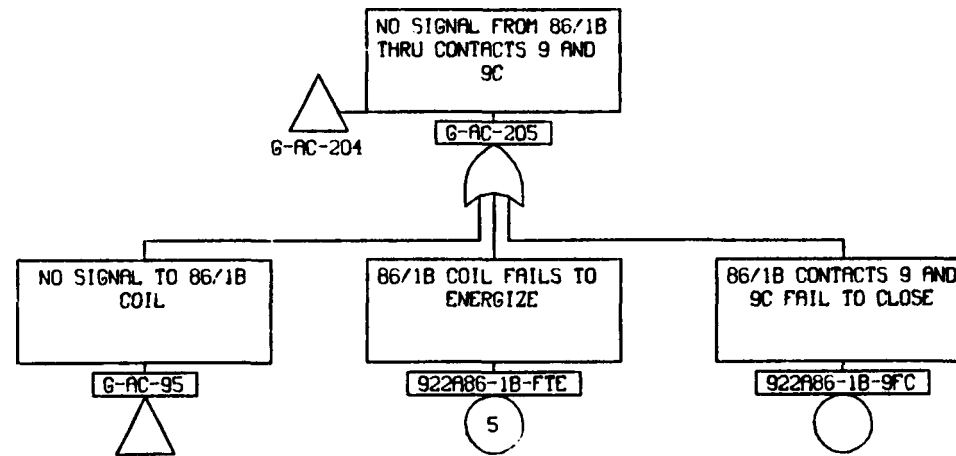 NO SIGNAL FROM 86/1B
THRU CONTACTS 9 AND
9C
G-AC-204
G-AC-205
NO SIGNAL TO 86/1B
COIL
86/1B COIL FAILS TO
ENERGIZE
86/1B CONTACTS 9 AND
9C FAIL TO CLOSE
G-AC-95
922A86-1B-FTE
922A86-1B-9FC
5